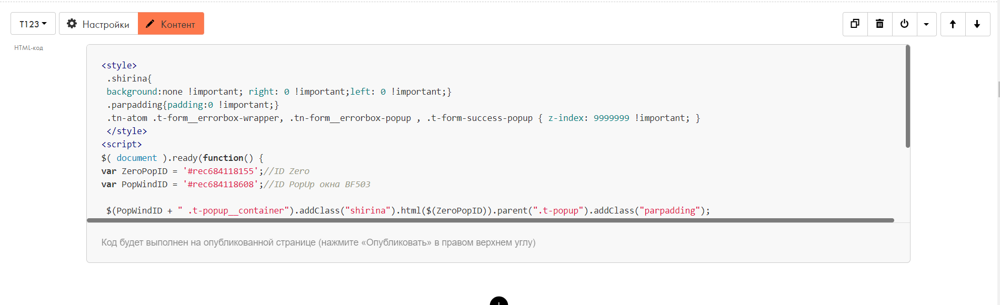 T123
Настройки
Контент
HTML-код
<style>
.shirina{
background:none !important; right: 0 !important;left: 0 !important;}
.parpadding{padding:0 !important;}
.tn-atom .t-form__errorbox-wrapper, .tn-form__errorbox-popup , .t-form-success-popup { z-index: 9999999 !important; }
</style>
<script>
$( document ).ready(function() {
var ZeroPopID = '#rec684118155';//ID Zero
var PopWindID = '#rec684118608';//ID PopUp окна BF503
$(PopWindID + " .t-popup__container").addClass("shirina").html($(ZeroPopID)).parent(".t-popup").addClass("parpadding");
Код будет выполнен на опубликованной странице (нажмите «Опубликовать» в правом верхнем углу)